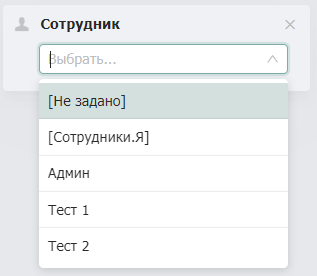 Сотрудник
Выбрать...
[Не задано]
[Сотрудники.Я]
Админ
Тест 1
Тест 2